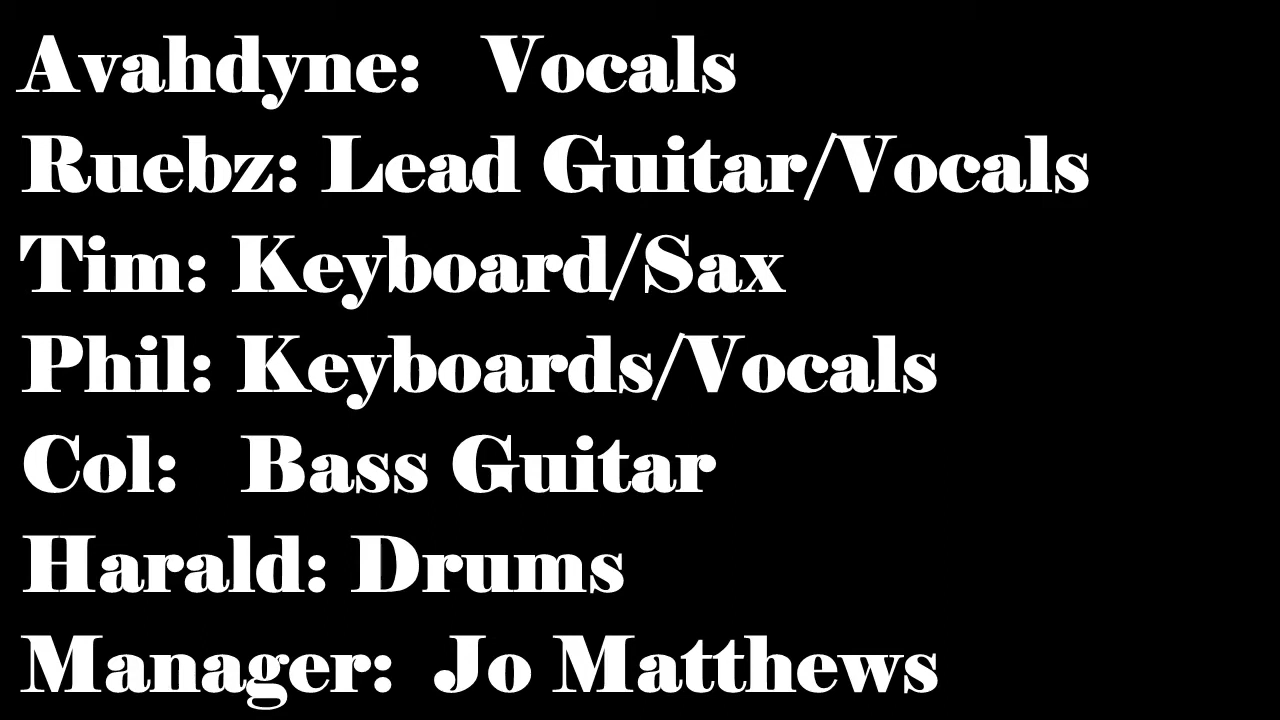 Avahdyne: Vocals
Ruebz: Lead Guitar/Vocals
Tim: Keyboard/Sax
Phil: Keyboards/Vocals
Col: Bass Guitar
Harald: Drums
Manager: Jo Matthews